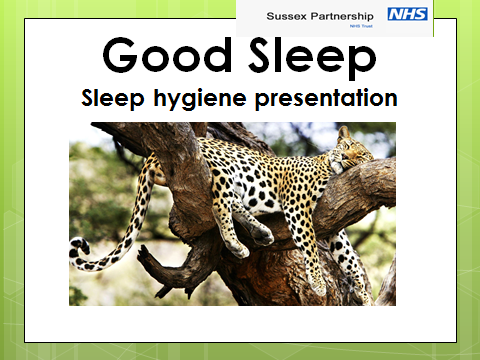 Sussex Partnership NHS
NHS Trust
Good Sleep
Sleep hygiene presentation